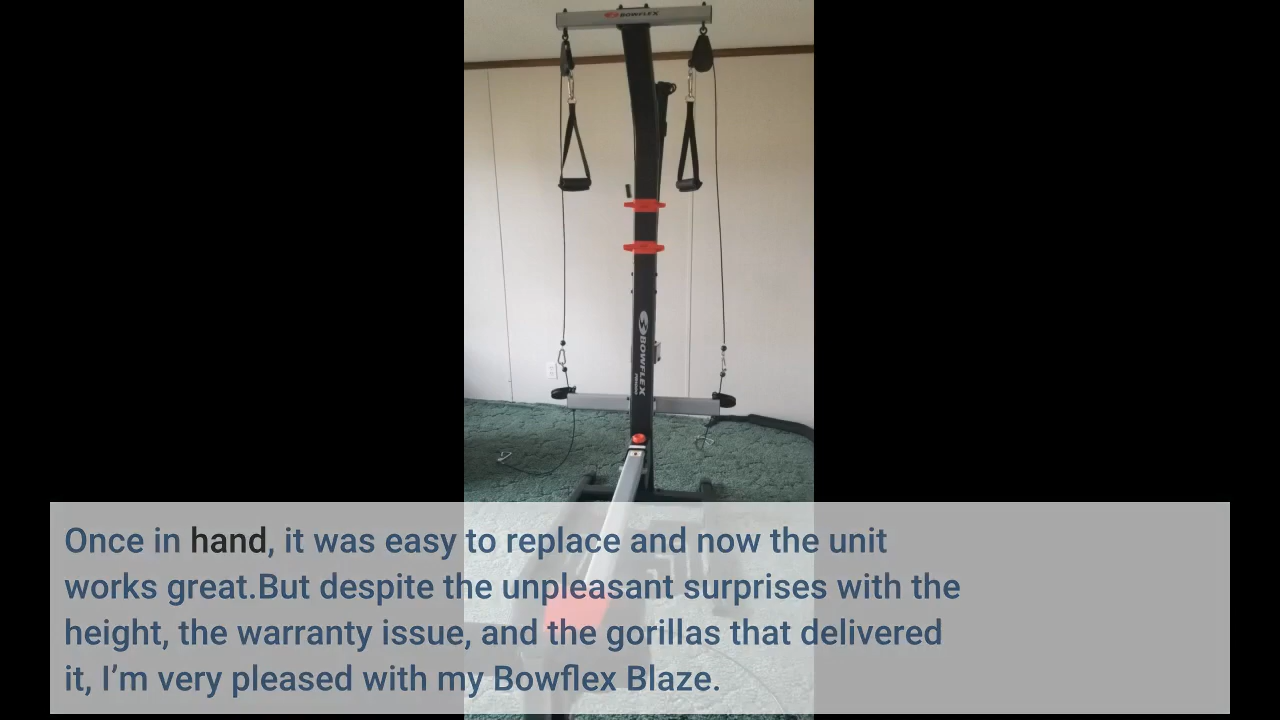 BOWFLEX
BOWFLEX
Once in hand, it was easy to replace and now the unit
works great.But despite the unpleasant surprises with the
height, the warranty issue, and the gorillas that delivered
it, I’m very pleased with my Bowflex Blaze.